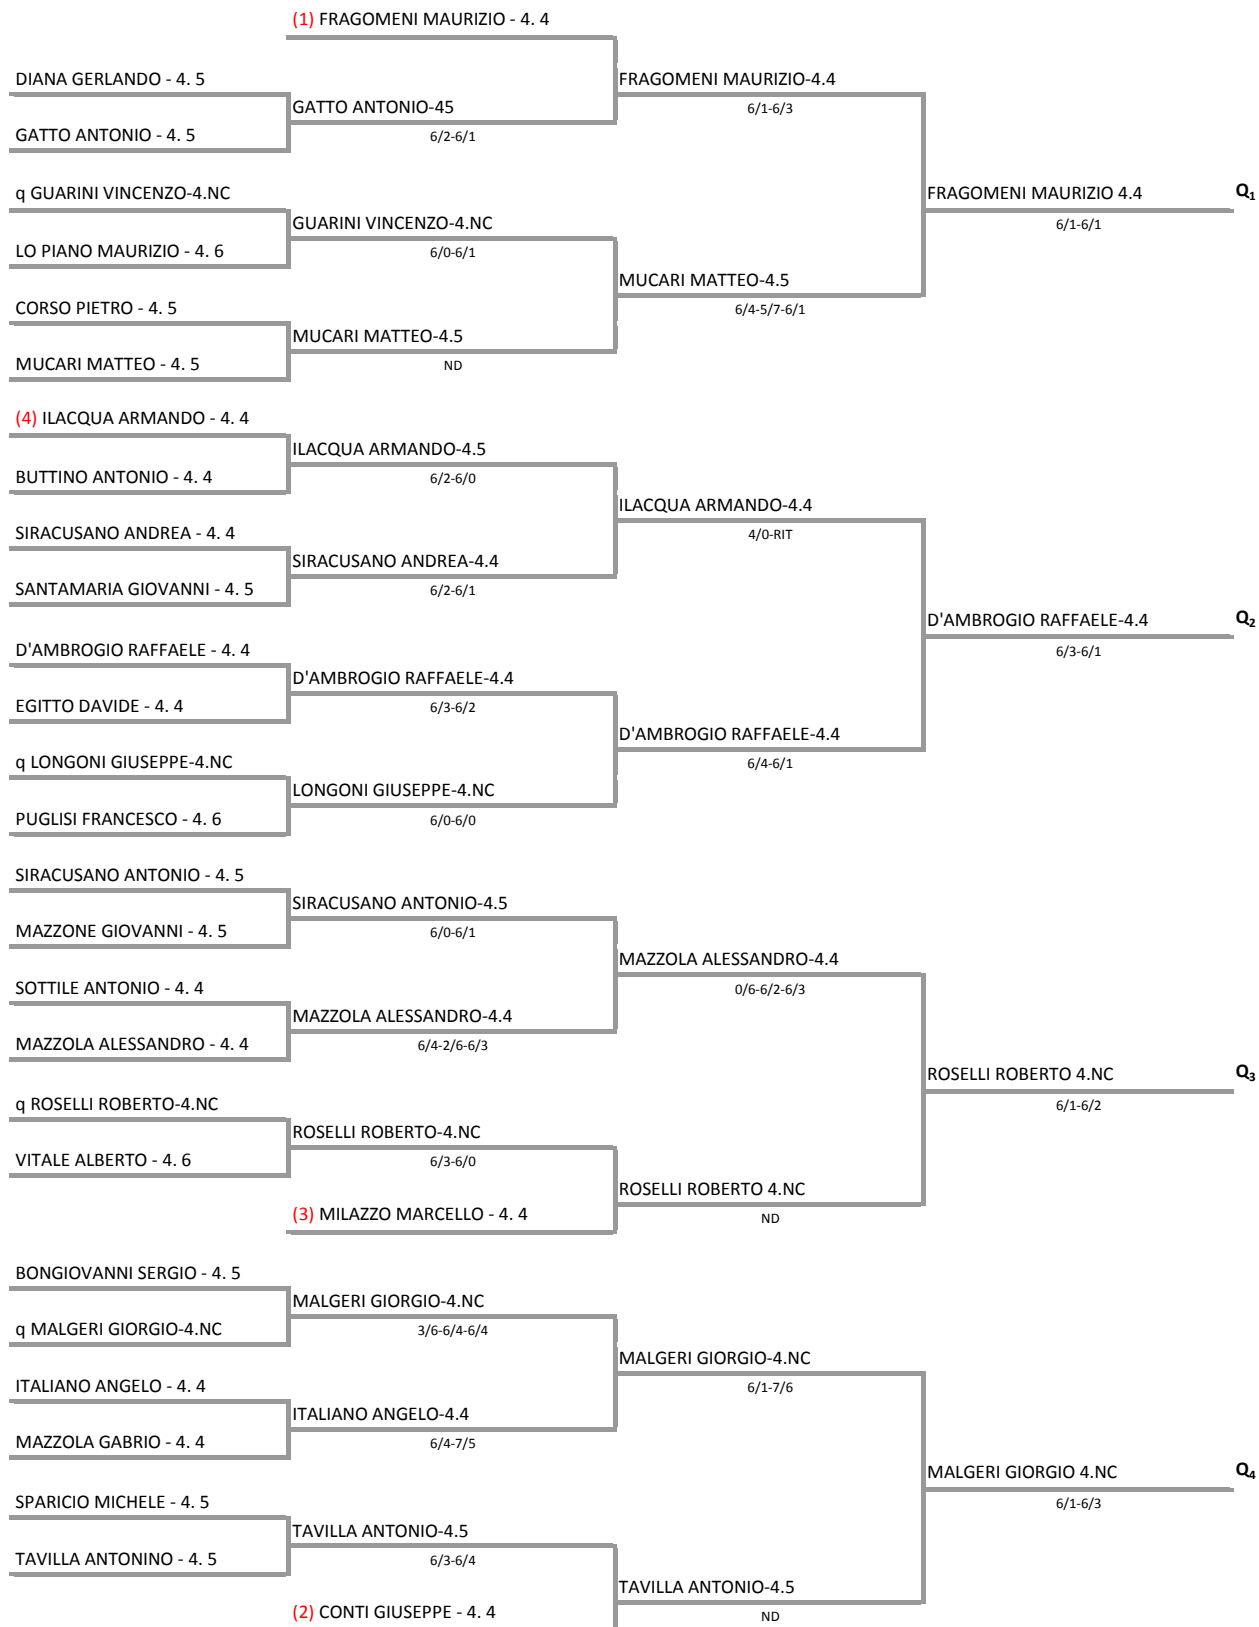 (1) FRAGOMENI MAURIZIO - 4. 4
DIANA GERLANDO - 4. 5
FRAGOMENI MAURIZIO-4.4
6/1-6/3
GATTO ANTONIO-45
6/2-6/1
GATTO ANTONIO - 4. 5
q GUARINI VINCENZO-4.NC
FRAGOMENI MAURIZIO 4.4
Q1
6/1-6/1
GUARINI VINCENZO-4.NC
6/0-6/1
LO PIANO MAURIZIO - 4. 6
MUCARI MATTEO-4.5
6/4-5/7-6/1
CORSO PIETRO - 4. 5
MUCARI MATTEO-4.5
ND
MUCARI MATTEO - 4. 5
(4) ILACQUA ARMANDO - 4. 4
ILACQUA ARMANDO-4.5
6/2-6/0
BUTTINO ANTONIO - 4. 4
ILACQUA ARMANDO-4.4
4/0-RIT
SIRACUSANO ANDREA - 4. 4
SIRACUSANO ANDREA-4.4
6/2-6/1
SANTAMARIA GIOVANNI - 4. 5
D'AMBROGIO RAFFAELE-4.4
Q2
6/3-6/1
D'AMBROGIO RAFFAELE - 4. 4
D'AMBROGIO RAFFAELE-4.4
6/3-6/2
EGITTO DAVIDE - 4. 4
D'AMBROGIO RAFFAELE-4.4
6/4-6/1
q LONGONI GIUSEPPE-4.NC
LONGONI GIUSEPPE-4.NC
6/0-6/0
PUGLISI FRANCESCO - 4. 6
SIRACUSANO ANTONIO - 4. 5
SIRACUSANO ANTONIO-4.5
6/0-6/1
MAZZONE GIOVANNI - 4. 5
MAZZOLA ALESSANDRO-4.4
0/6-6/2-6/3
SOTTILE ANTONIO - 4. 4
MAZZOLA ALESSANDRO-4.4
6/4-2/6-6/3
MAZZOLA ALESSANDRO - 4. 4
ROSELLI ROBERTO 4.NC
Q3
6/1-6/2
q ROSELLI ROBERTO-4.NC
ROSELLI ROBERTO-4.NC
6/3-6/0
VITALE ALBERTO - 4. 6
ROSELLI ROBERTO 4.NC
ND
(3) MILAZZO MARCELLO - 4. 4
BONGIOVANNI SERGIO - 4. 5
MALGERI GIORGIO-4.NC
3/6-6/4-6/4
q MALGERI GIORGIO-4.NC
MALGERI GIORGIO-4.NC
6/1-7/6
ITALIANO ANGELO - 4. 4
ITALIANO ANGELO-4.4
6/4-7/5
MAZZOLA GABRIO - 4. 4
MALGERI GIORGIO 4.NC
Q4
6/1-6/3
SPARICIO MICHELE - 4. 5
TAVILLA ANTONIO-4.5
6/3-6/4
TAVILLA ANTONINO - 4. 5
TAVILLA ANTONIO-4.5
ND
(2) CONTI GIUSEPPE - 4. 4